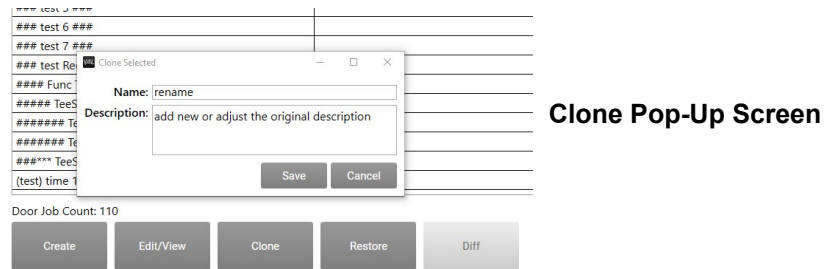 ### test 5 ###
### test 6 ###
### test 7 ###
### test Re
Clone Selected
#### Func
Name: rename
##### TeeS
Description: add new or adjust the original description
####### Te
####### Te
###*** TeeS
(test) time 1
Save Cancel
Clone Pop-Up Screen
Door Job Count: 110
Create Edit/View Clone Restore Diff